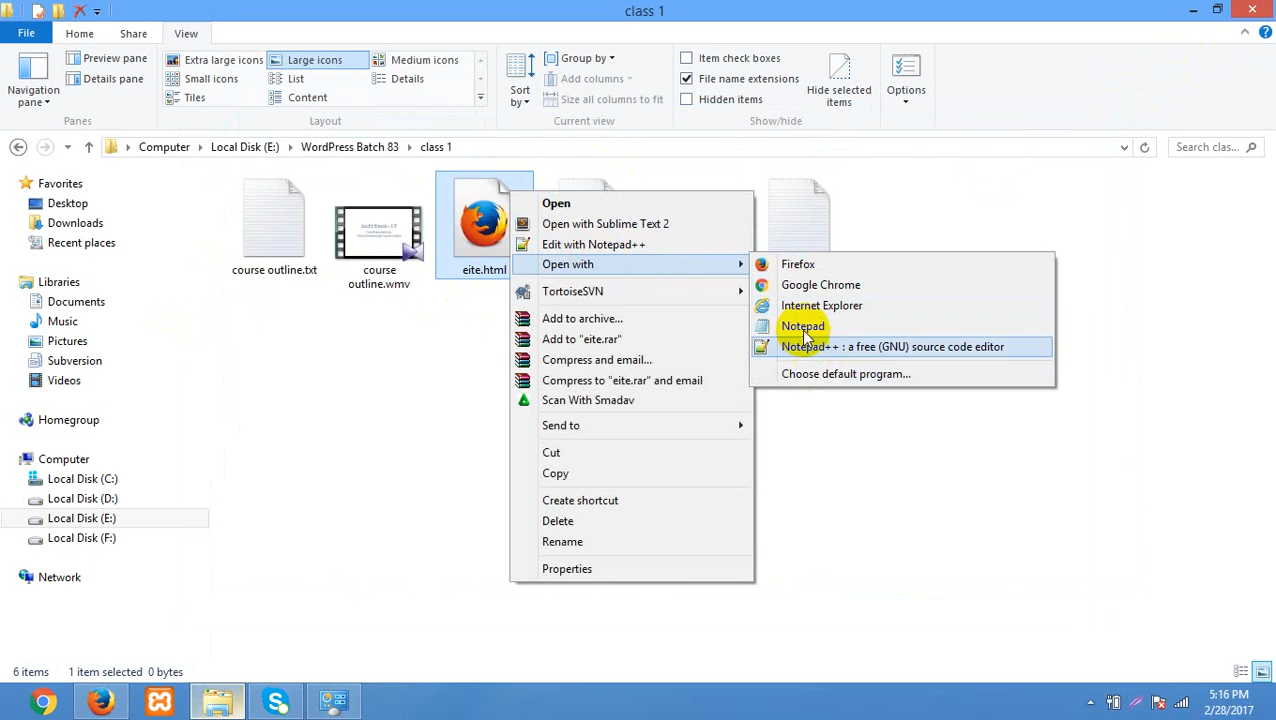 class 1
File
Home
Share
View
Navigation
pane
Preview pane
Details pane
Panes
Extra large icons
Large icons
Medium icons
Small icons
List
Details
Tiles
Content
Layout
Sort
by
Group by
Add columns
Size all columns to fit
Current view
Item check boxes
File name extensions
Hidden items
Hide selected
items
Show/hide
Options
Computer
Local Disk (E:)
WordPress Batch 83
class 1
Search clas...
Favorites
Desktop
Downloads
Recent places
Libraries
Documents
Music
Pictures
Subversion
Videos
Homegroup
Computer
Local Disk (C:)
Local Disk (D:)
Local Disk (E:)
Local Disk (F:)
Network
course outline.txt
SoftTech-IT
course
outline.wmv
eite.html
Open
Open with Sublime Text 2
Edit with Notepad++
Open with
TortoiseSVN
Add to archive...
Add to "eite.rar"
Compress and email...
Compress to "eite.rar" and email
Scan With Smadav
Send to
Cut
Copy
Create shortcut
Delete
Rename
Properties
Firefox
Google Chrome
Internet Explorer
Notepad
Notepad++ : a free (GNU) source code editor
Choose default program...
6 items
1 item selected 0 bytes
5:16 PM
2/28/2017